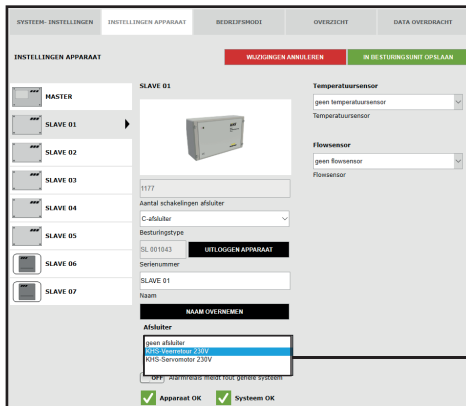 SYSTEEM- INSTELLINGEN
INSTELLINGEN APPARAAT
BEDRIJFSMODI
OVERZICHT
DATA OVERDRACHT
INSTELLINGEN APPARAAT
WIJZIGINGEN ANNULEREN
IN BESTURINGSUNIT OPSLAAN
MASTER
SLAVE 01
SLAVE 02
SLAVE 03
SLAVE 04
SLAVE 05
SLAVE 06
SLAVE 07
SLAVE 01
1177
Aantal schakelingen afsluiter
C-afsluiter
Besturingstype
SL 001043
UITLOGGEN APPARAAT
Serienummer
SLAVE 01
Naam
NAAM OVERNEMEN
Afsluiter
geen afsluiter
KHS-Veerretour 230V
KHS-Servomotor 230V
OFF
Alarmrelais meldt fout gehele systeem
Apparaat OK
Systeem OK
Temperatuursensor
geen temperatuursensor
Temperatuursensor
Flowsensor
geen flowsensor
Flowsensor